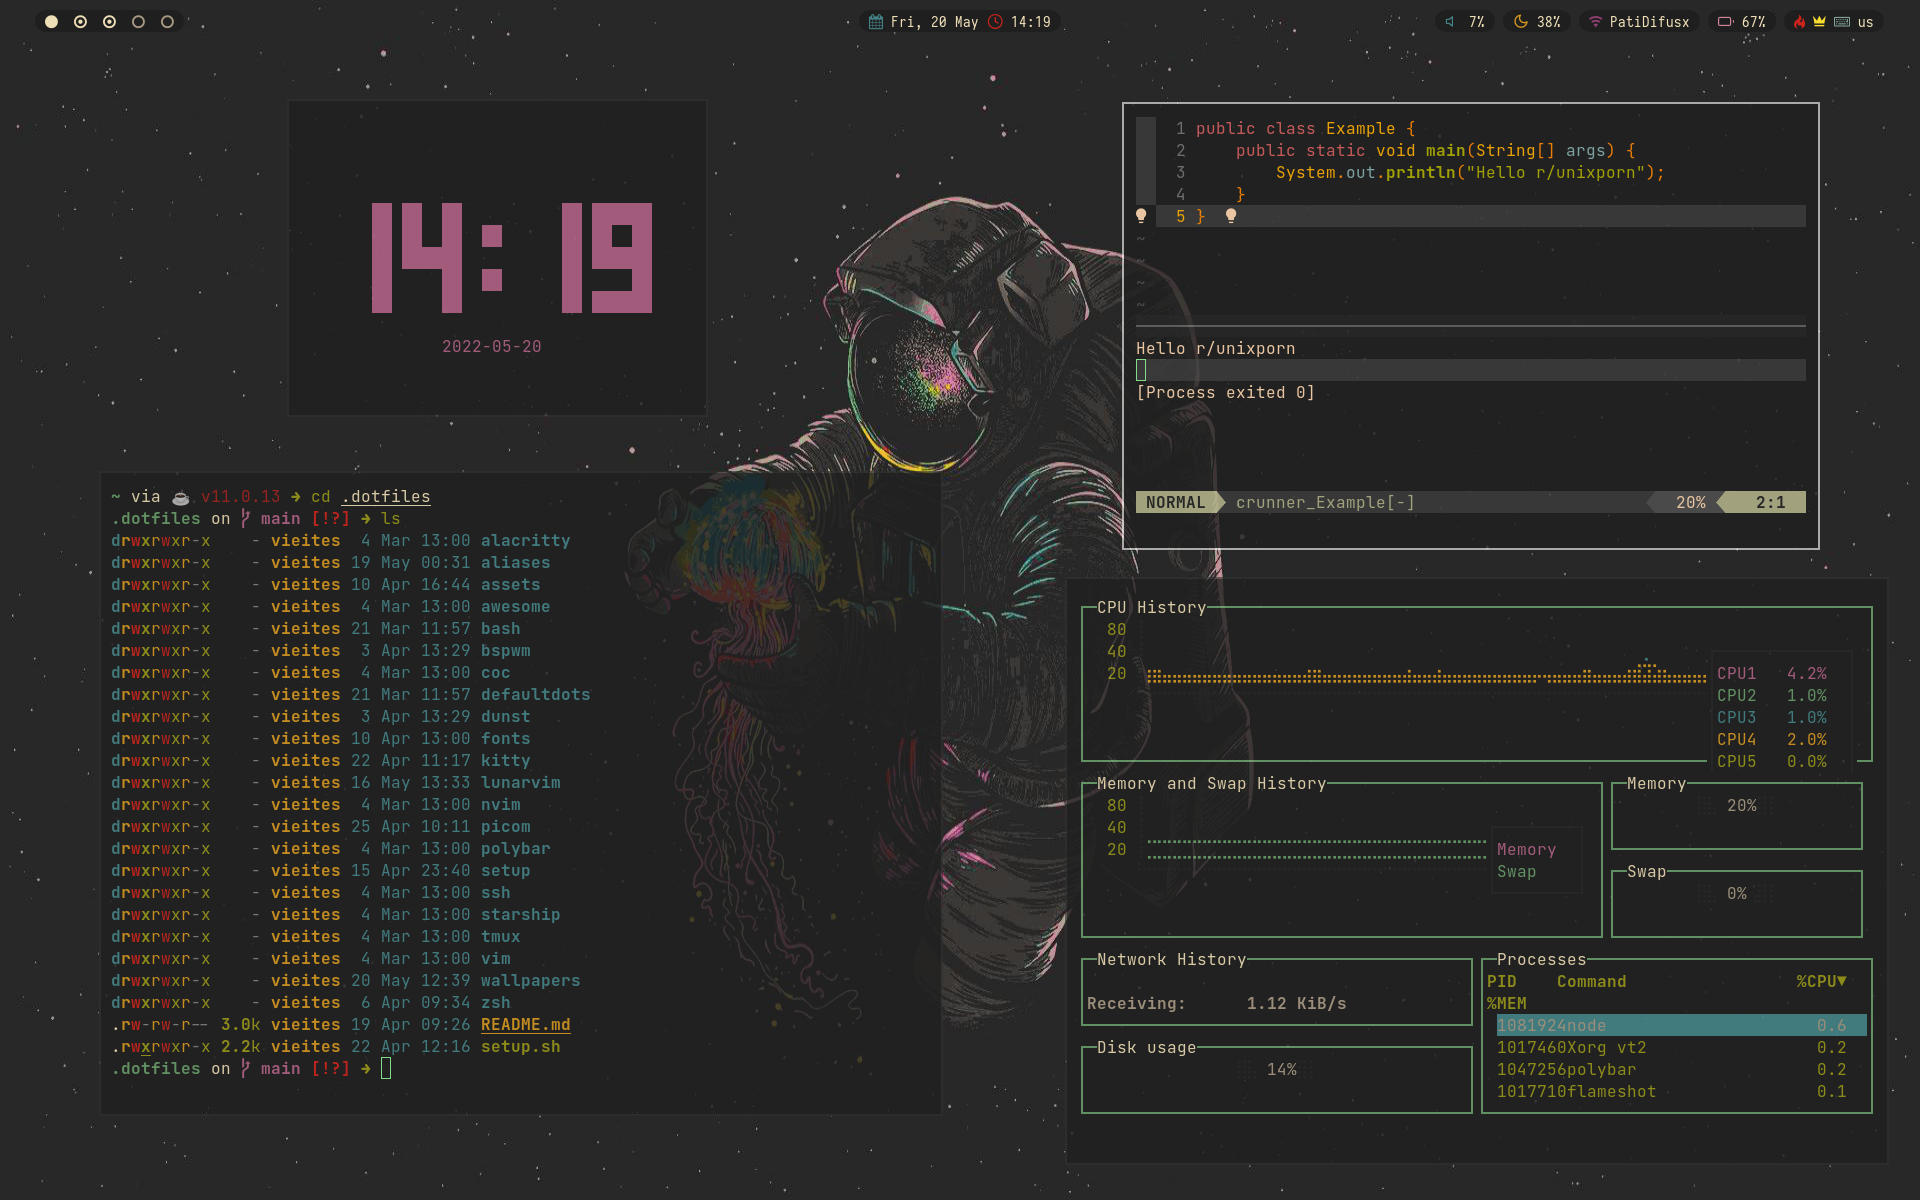 Fri, 20 May 14:19
7% 38% PatiDifusx 67% us
14:19
2022-05-20
1 public class Example {
2 public static void main(String[] args) {
3 System.out.println("Hello r/unixporn");
4 }
5 }
~
~
~
~
Hello r/unixporn
[Process exited 0]
NORMAL crunner_Example[-] 20% 2:1
~ via v11.0.13 ➜ cd .dotfiles
.dotfiles on main [!?] ➜ ls
drwxrwxr-x - vieites 4 Mar 13:00 alacritty
drwxrwxr-x - vieites 19 May 00:31 aliases
drwxrwxr-x - vieites 10 Apr 16:44 assets
drwxrwxr-x - vieites 4 Mar 13:00 awesome
drwxrwxr-x - vieites 21 Mar 11:57 bash
drwxrwxr-x - vieites 3 Apr 13:29 bspwm
drwxrwxr-x - vieites 4 Mar 13:00 coc
drwxrwxr-x - vieites 21 Mar 11:57 defaultdots
drwxrwxr-x - vieites 3 Apr 13:29 dunst
drwxrwxr-x - vieites 10 Apr 13:00 fonts
drwxrwxr-x - vieites 22 Apr 11:17 kitty
drwxrwxr-x - vieites 16 May 13:33 lunarvim
drwxrwxr-x - vieites 4 Mar 13:00 nvim
drwxrwxr-x - vieites 25 Apr 10:11 picom
drwxrwxr-x - vieites 4 Mar 13:00 polybar
drwxrwxr-x - vieites 15 Apr 23:40 setup
drwxrwxr-x - vieites 4 Mar 13:00 ssh
drwxrwxr-x - vieites 4 Mar 13:00 starship
drwxrwxr-x - vieites 4 Mar 13:00 tmux
drwxrwxr-x - vieites 4 Mar 13:00 vim
drwxrwxr-x - vieites 20 May 12:39 wallpapers
drwxrwxr-x - vieites 6 Apr 09:34 zsh
.rw-rw-r-- 3.0k vieites 19 Apr 09:26 README.md
.rwxrwxr-x 2.2k vieites 22 Apr 12:16 setup.sh
.dotfiles on main [!?] ➜
CPU History
80
40
20
CPU1 4.2%
CPU2 1.0%
CPU3 1.0%
CPU4 2.0%
CPU5 0.0%
Memory and Swap History
80
40
20
Memory
Swap
Memory
20%
Swap
0%
Network History
Receiving: 1.12 KiB/s
Disk usage
14%
Processes
PID Command %CPU▼
%MEM
1081924node 0.6
1017460Xorg vt2 0.2
1047256polybar 0.2
1017710flameshot 0.1